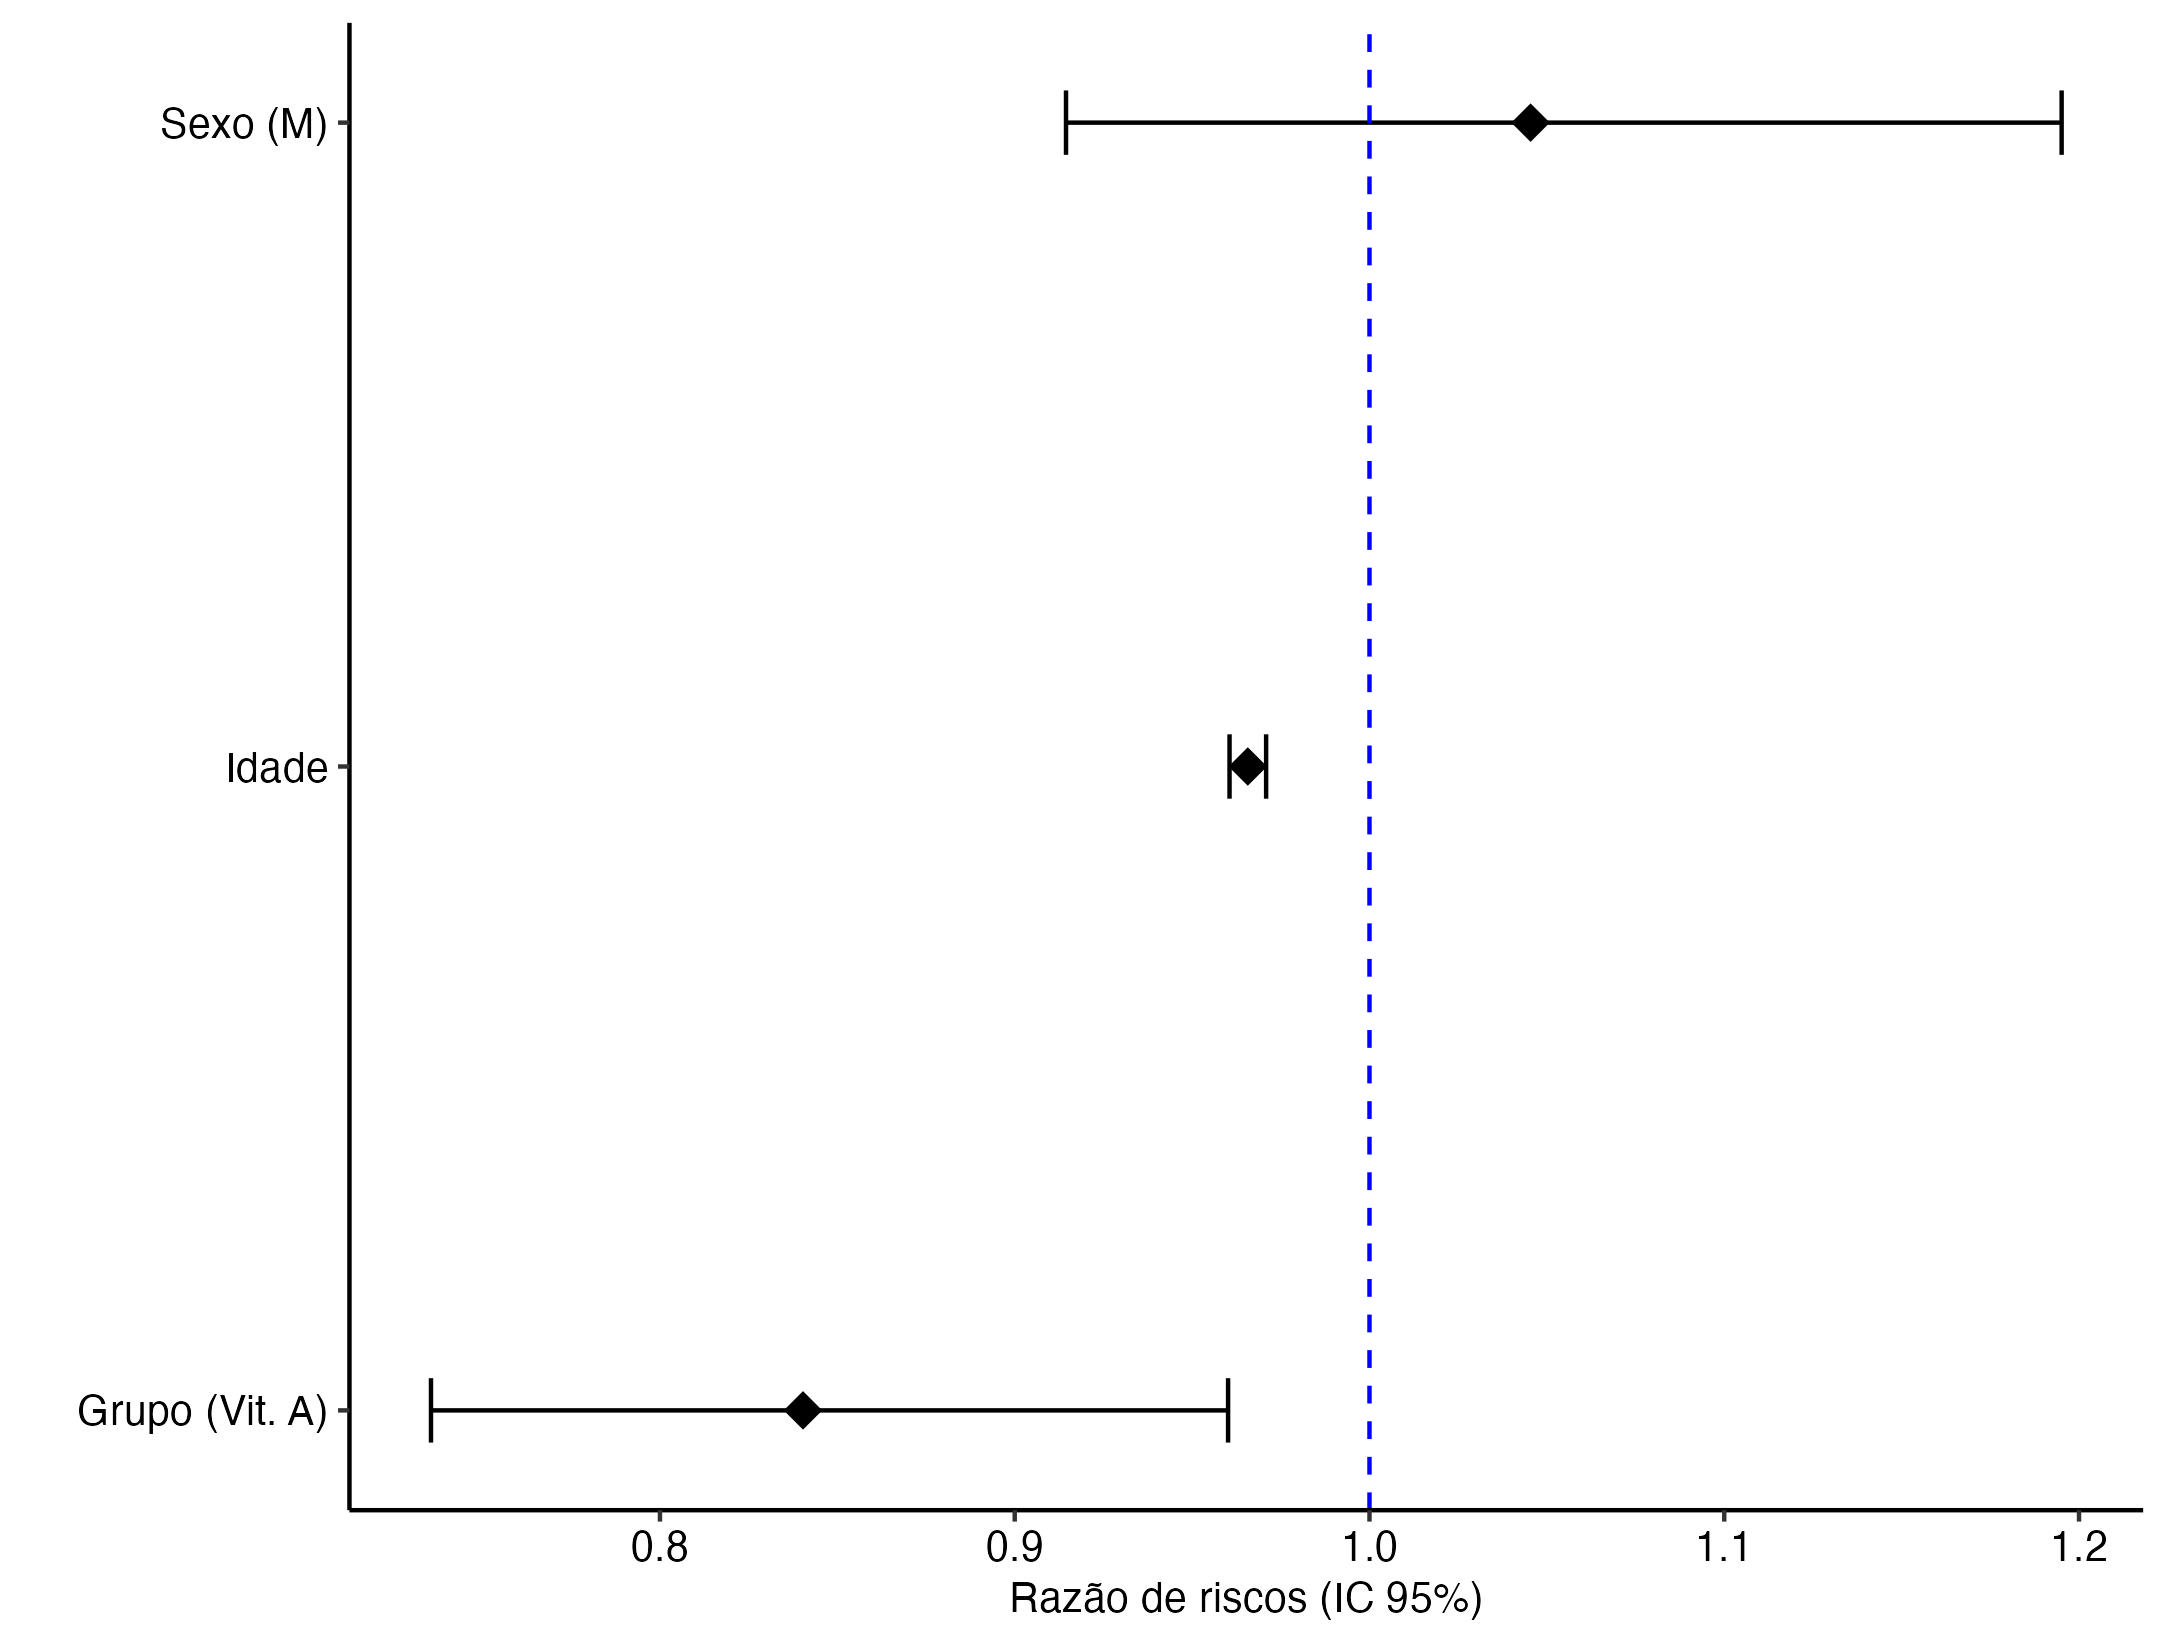 Sexo (M)
Idade
Grupo (Vit. A)
0.8 0.9 1.0 1.1 1.2
Razão de riscos (IC 95%)